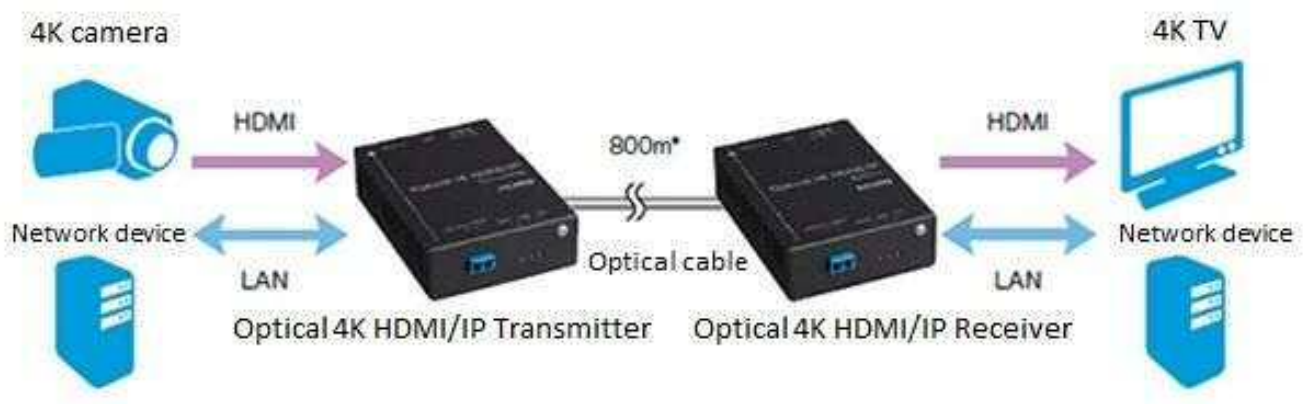 4K camera
4K TV
HDMI
800m*
HDMI
Network device
Optical cable
Network device
LAN
LAN
Optical 4K HDMI/IP Transmitter
Optical 4K HDMI/IP Receiver